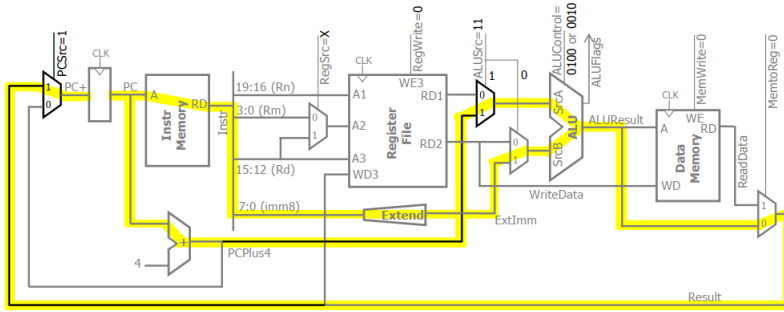 PCSrc=1
CLK
PC+
PC
1
0
A
RD
Instr
Memory
Instr
19:16 (Rn)
3:0 (Rm)
15:12 (Rd)
7:0 (imm8)
RegSrc=X
0
1
CLK
RegWrite=0
WE3
A1
RD1
A2
RD2
A3
WD3
Register
File
ALUSrc=11
1
0
0
1
0
1
ALUControl=
0100 or 0010
ALUFlags
SrcA
SrcB
ALU
ALUResult
WriteData
CLK
MemWrite=0
WE
A
RD
Data
Memory
WD
ReadData
MemtoReg=0
1
0
Extend
ExtImm
+
4
PCPlus4
Result